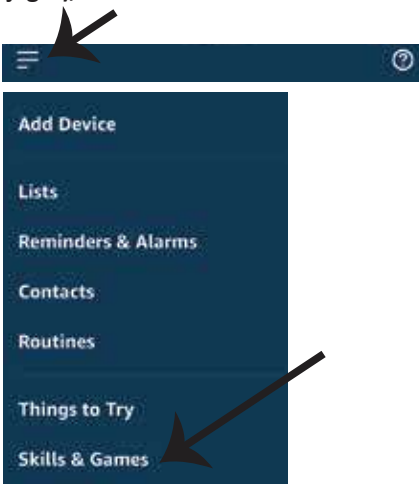 Add Device
Lists
Reminders & Alarms
Contacts
Routines
Things to Try
Skills & Games